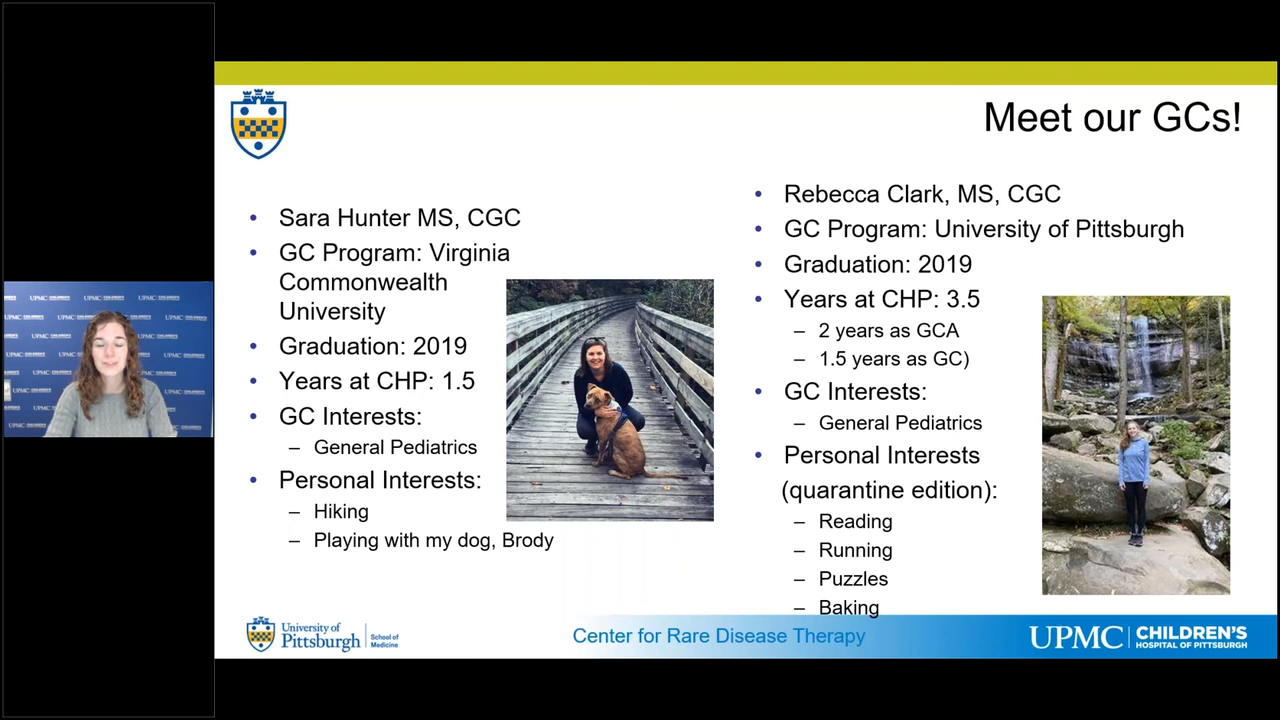 Meet our GCs!
• Sara Hunter MS, CGC
• GC Program: Virginia
Commonwealth
University
• Graduation: 2019
• Years at CHP: 1.5
• GC Interests:
– General Pediatrics
• Personal Interests:
– Hiking
– Playing with my dog, Brody
• Rebecca Clark, MS, CGC
• GC Program: University of Pittsburgh
• Graduation: 2019
• Years at CHP: 3.5
– 2 years as GCA
– 1.5 years as GC)
• GC Interests:
– General Pediatrics
• Personal Interests
(quarantine edition):
– Reading
– Running
– Puzzles
– Baking
University of
Pittsburgh
School of
Medicine
Center for Rare Disease Therapy
UPMC
CHILDREN'S
HOSPITAL OF PITTSBURGH